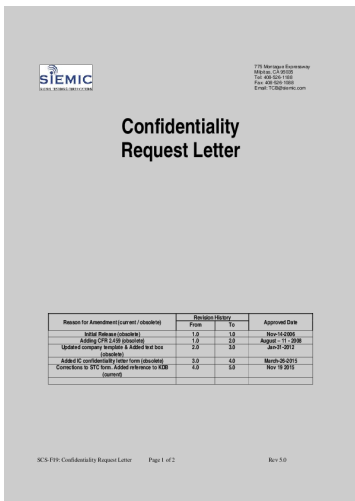 SIEMIC
775 Montague Expressway
Milpitas, CA 95035
Tel: 408-526-1188
Fax: 408-526-1088
Email: TCB@siemic.com
Confidentiality
Request Letter
Reason for Amendment (current / obsolete)
Revision History
Approved Date
From
To
Initial Release (obsolete)
1.0
1.0
Nov-14-2006
Adding CFR 2.459 (obsolete)
1.0
2.0
August – 11 - 2008
Updated company template & Added text box
(obsolete)
2.0
3.0
Jan-31-2012
Added IC confidentiality letter form (obsolete)
3.0
4.0
March-26-2015
Corrections to STC form. Added reference to KDB
(current)
4.0
5.0
Nov 19 2015
SCS-F19: Confidentiality Request Letter
Page 1 of 2
Rev 5.0